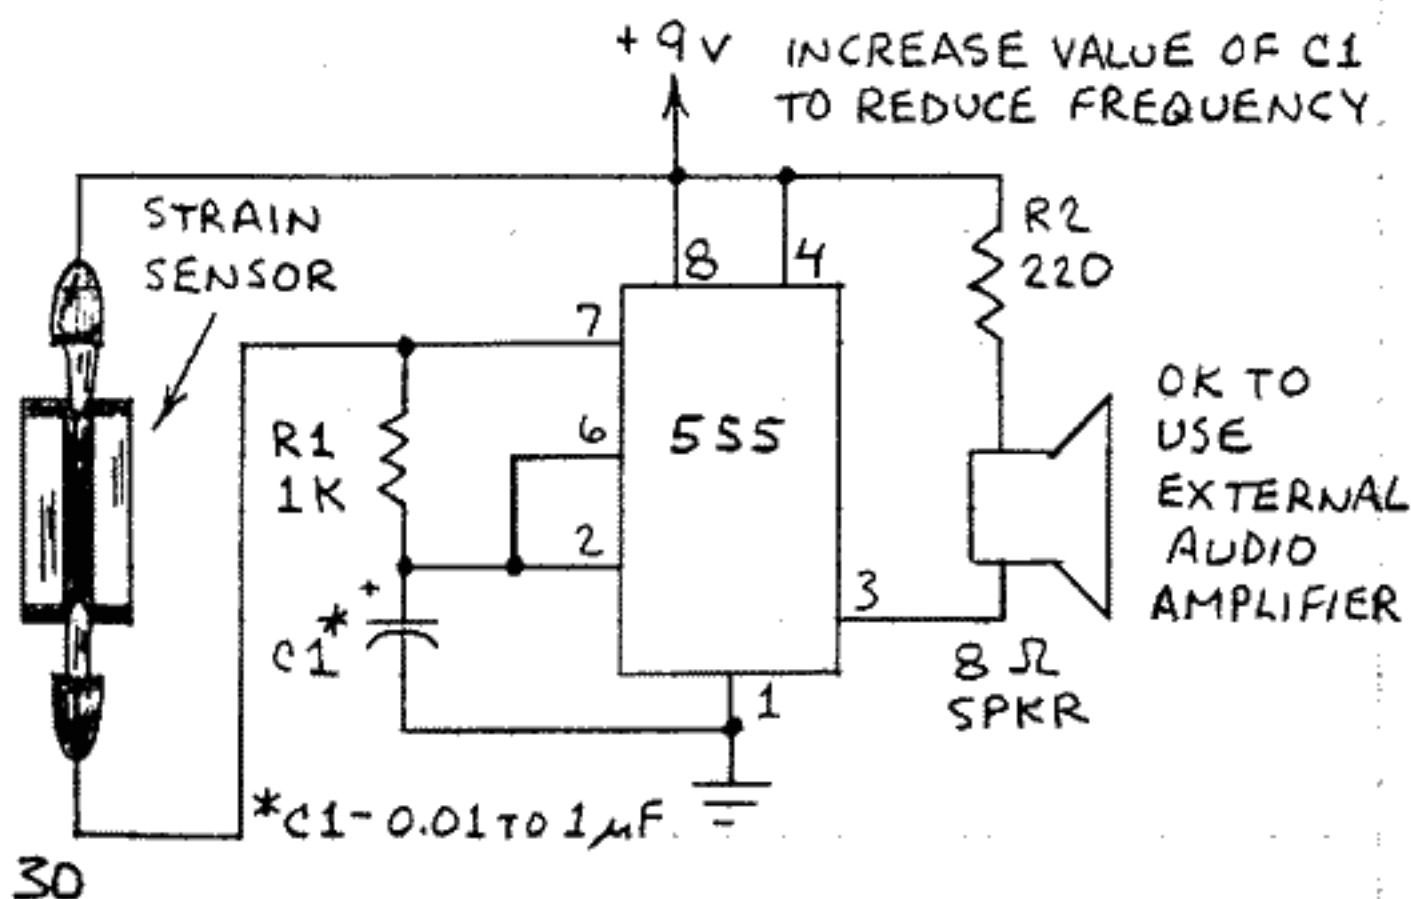 +9V
INCREASE VALUE OF C1
TO REDUCE FREQUENCY.
STRAIN
SENSOR
8
4
R2
220
7
R1
1K
6
555
2
OK TO
USE
EXTERNAL
AUDIO
AMPLIFIER
+
C1*
3
8 Ω
SPKR
1
*C1-0.01 TO 1μF.
30